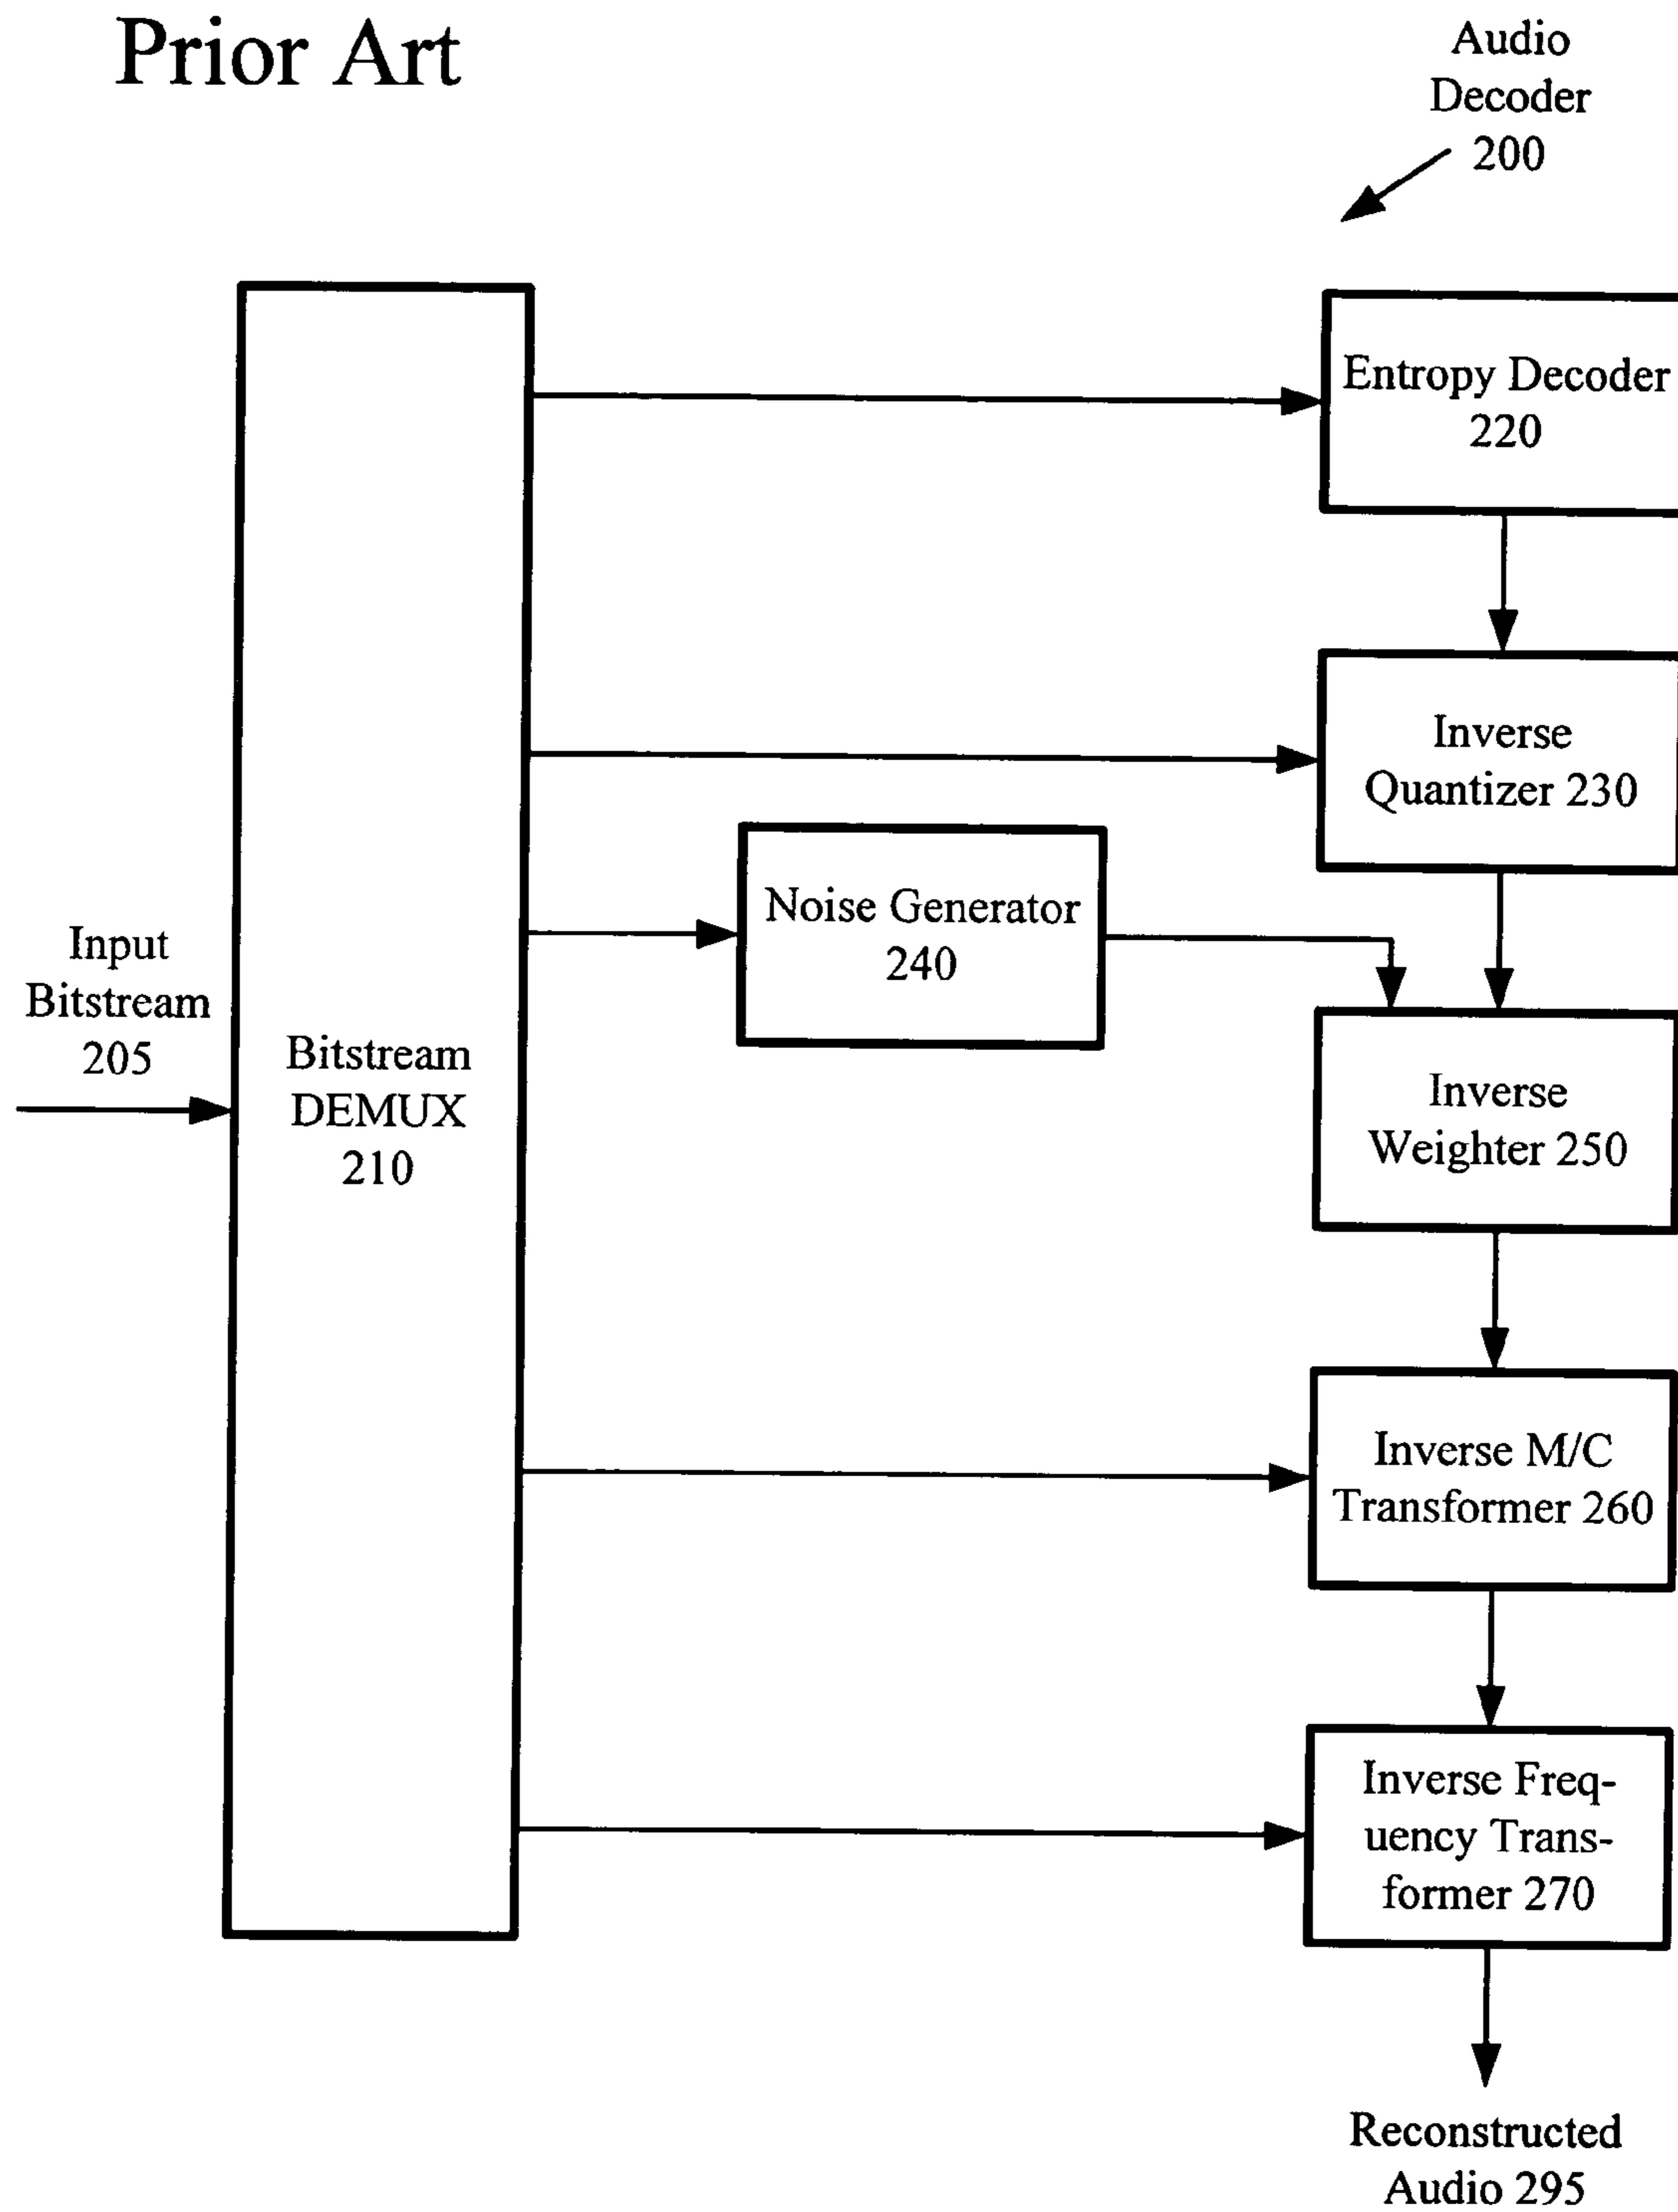 Prior Art
Audio
Decoder
200
Entropy Decoder
220
Inverse
Quantizer 230
Noise Generator
240
Input
Bitstream
205
Bitstream
DEMUX
210
Inverse
Weighter 250
Inverse M/C
Transformer 260
Inverse Freq-
uency Trans-
former 270
Reconstructed
Audio 295